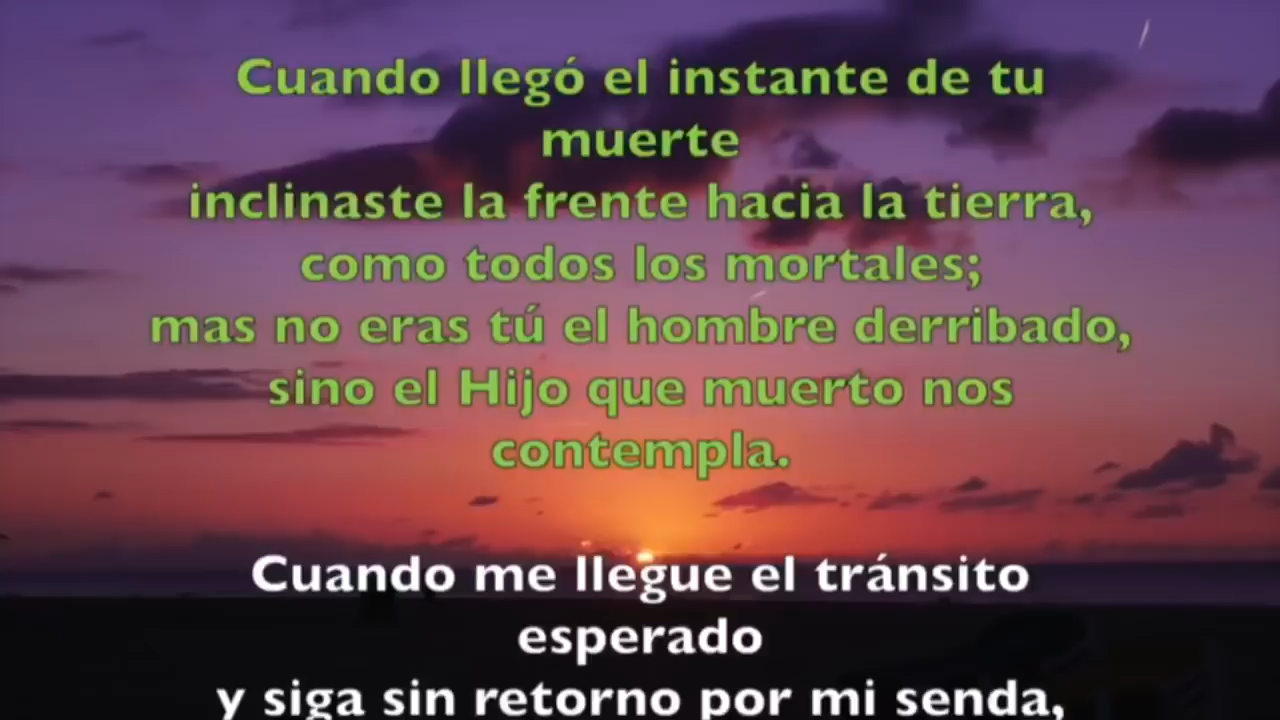 Cuando llegó el instante de tu
muerte
inclinaste la frente hacia la tierra,
como todos los mortales;
mas no eras tú el hombre derribado,
sino el Hijo que muerto nos
contempla.
Cuando me llegue el tránsito
esperado
y siga sin retorno por mi senda,